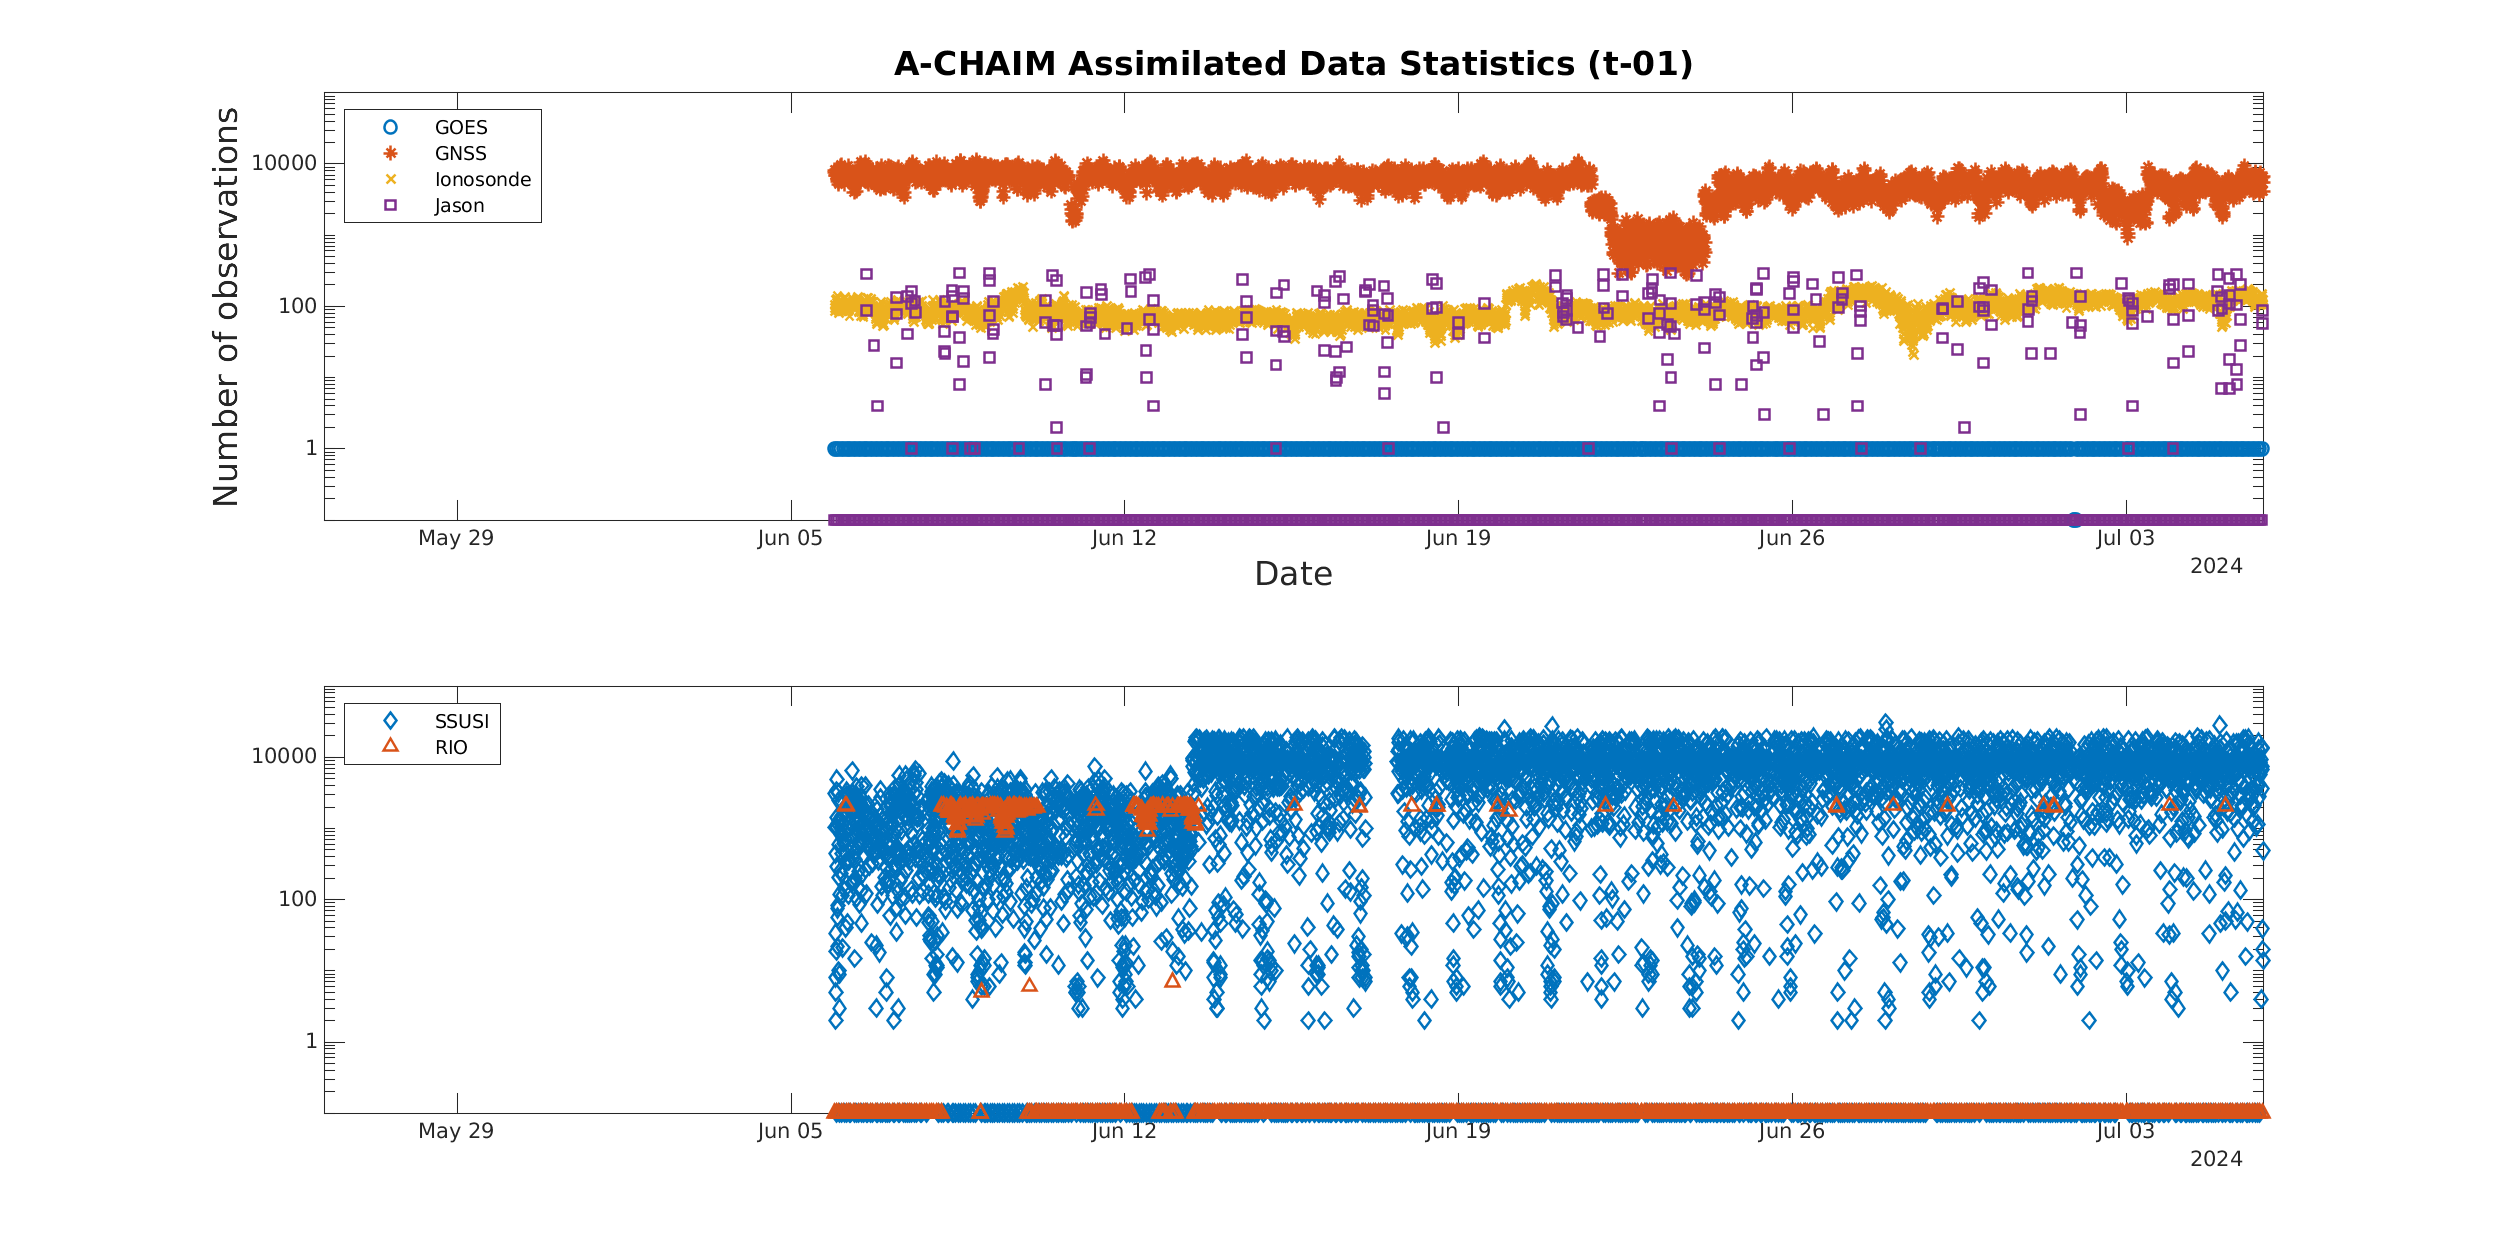 A-CHAIM Assimilated Data Statistics (t-01)
Number of observations
10000
100
1
GOES
GNSS
Ionosonde
Jason
May 29
Jun 05
Jun 12
Jun 19
Jun 26
Jul 03
2024
Date
10000
100
1
SSUSI
RIO
May 29
Jun 05
Jun 12
Jun 19
Jun 26
Jul 03
2024